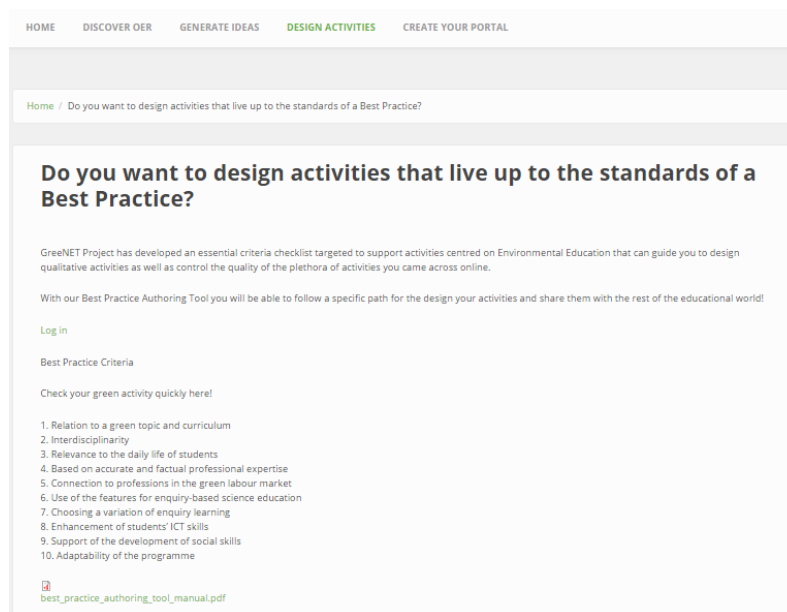 HOME DISCOVER OER GENERATE IDEAS DESIGN ACTIVITIES CREATE YOUR PORTAL
Home / Do you want to design activities that live up to the standards of a Best Practice?
Do you want to design activities that live up to the standards of a
Best Practice?
GreeNET Project has developed an essential criteria checklist targeted to support activities centred on Environmental Education that can guide you to design
qualitative activities as well as control the quality of the plethora of activities you came across online.
With our Best Practice Authoring Tool you will be able to follow a specific path for the design your activities and share them with the rest of the educational world!
Log in
Best Practice Criteria
Check your green activity quickly here!
1. Relation to a green topic and curriculum
2. Interdisciplinarity
3. Relevance to the daily life of students
4. Based on accurate and factual professional expertise
5. Connection to professions in the green labour market
6. Use of the features for enquiry-based science education
7. Choosing a variation of enquiry learning
8. Enhancement of students' ICT skills
9. Support of the development of social skills
10. Adaptability of the programme
best_practice_authoring_tool_manual.pdf